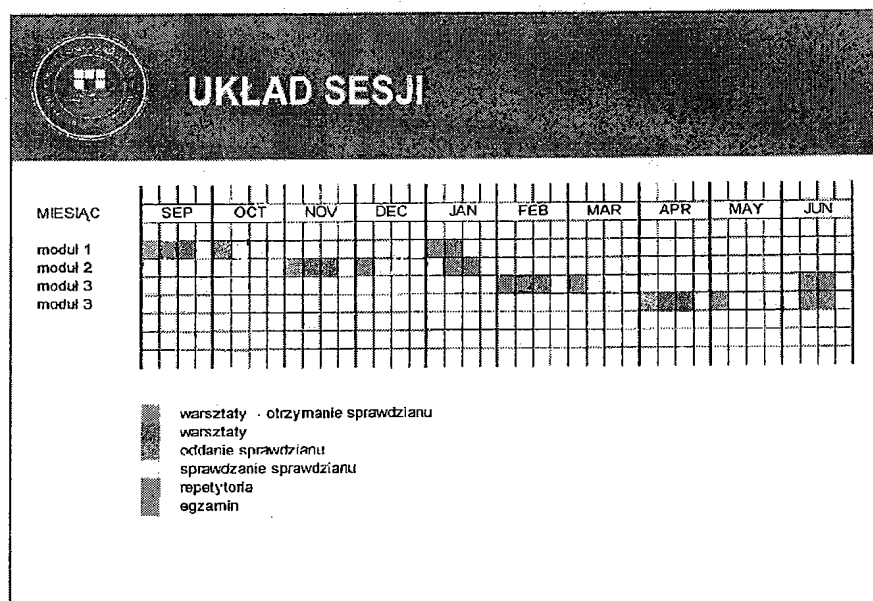 UKŁAD SESJI
MIESIĄC SEP OCT NOV DEC JAN FEB MAR APR MAY JUN
moduł 1
moduł 2
moduł 3
moduł 3
warsztaty - otrzymanie sprawdzianu
warsztaty
oddanie sprawdzianu
sprawdzanie sprawdzianu
repetytoria
egzamin